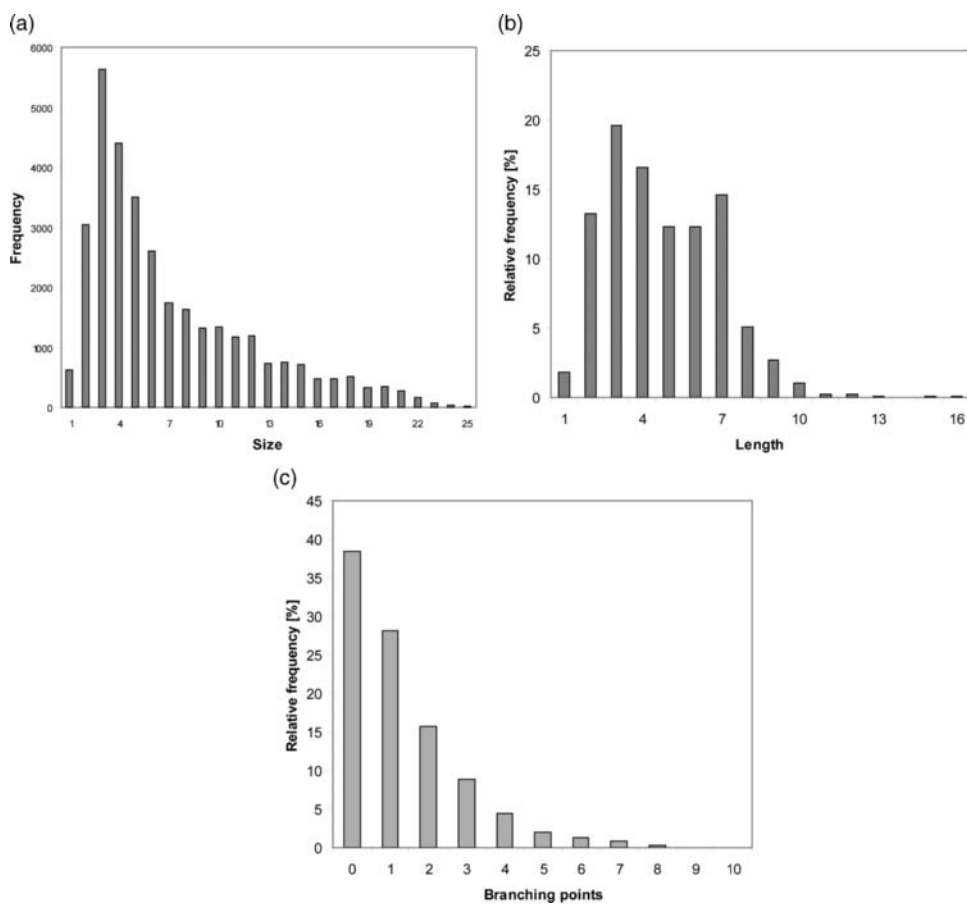 (a)
6000
5000
4000
3000
2000
1000
0
Frequency
1 4 7 10 13 16 19 22 25
Size
(b)
25
20
15
10
5
0
Relative frequency [%]
1 4 7 10 13 16
Length
(c)
45
40
35
30
25
20
15
10
5
0
Relative frequency [%]
0 1 2 3 4 5 6 7 8 9 10
Branching points